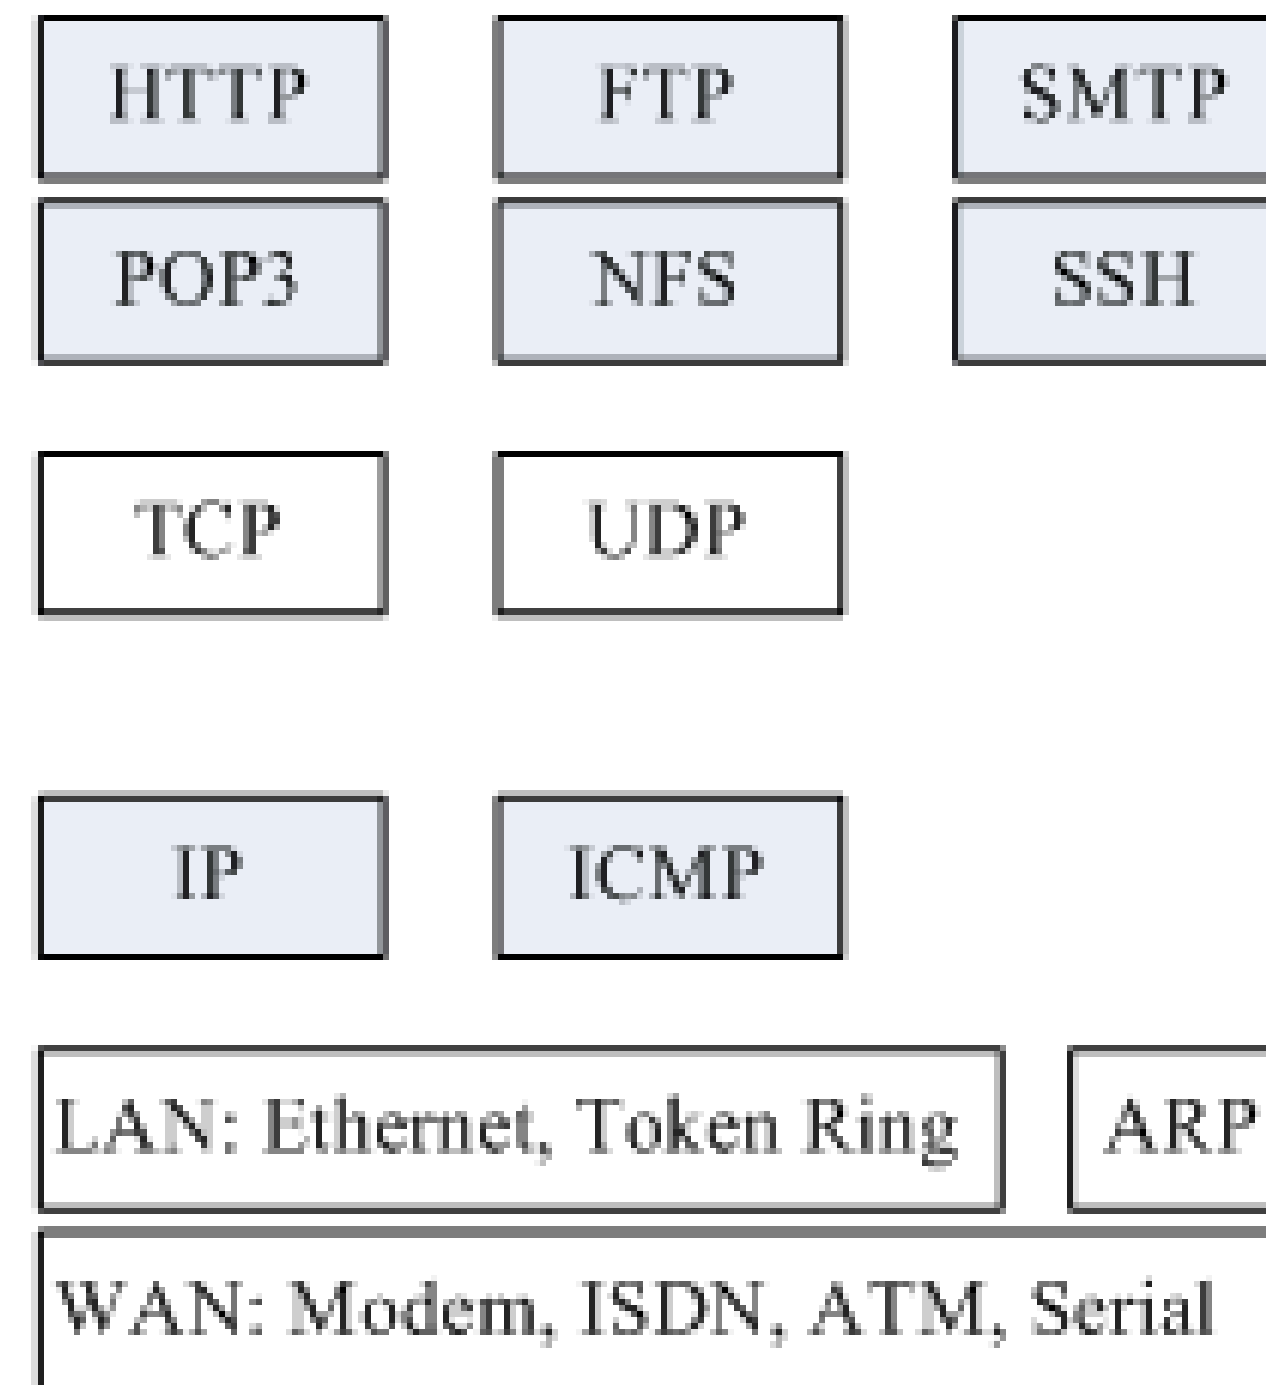 HTTP FTP SMTP
POP3 NFS SSH
TCP UDP
IP ICMP
LAN: Ethernet, Token Ring ARP
WAN: Modem, ISDN, ATM, Serial